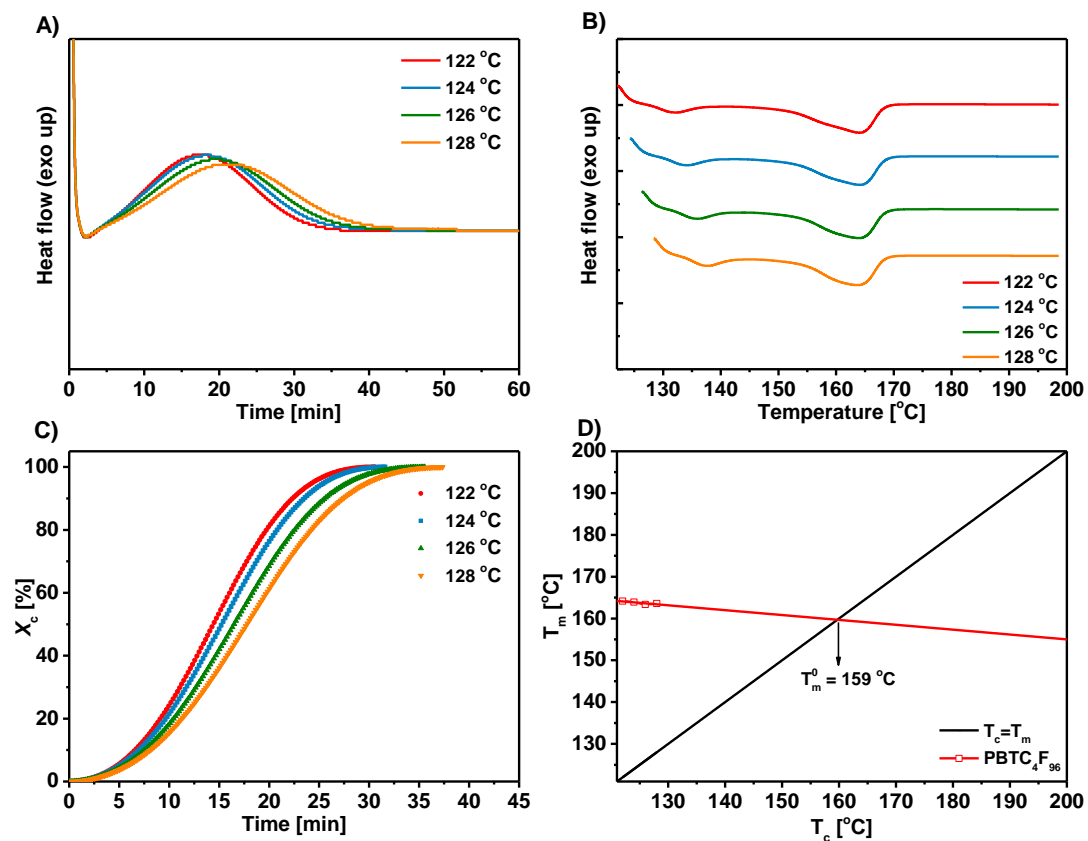 A)
Heat flow (exo up)
122 °C
124 °C
126 °C
128 °C
0 10 20 30 40 50 60
Time [min]
B)
Heat flow (exo up)
122 °C
124 °C
126 °C
128 °C
130 140 150 160 170 180 190 200
Temperature [°C]
C)
100
80
60
40
20
0
X_c [%]
122 °C
124 °C
126 °C
128 °C
0 5 10 15 20 25 30 35 40 45
Time [min]
D)
200
190
180
170
160
150
140
130
T_m [°C]
T_m^0 = 159 °C
T_c=T_m
PBTC_4F_96
130 140 150 160 170 180 190 200
T_c [°C]